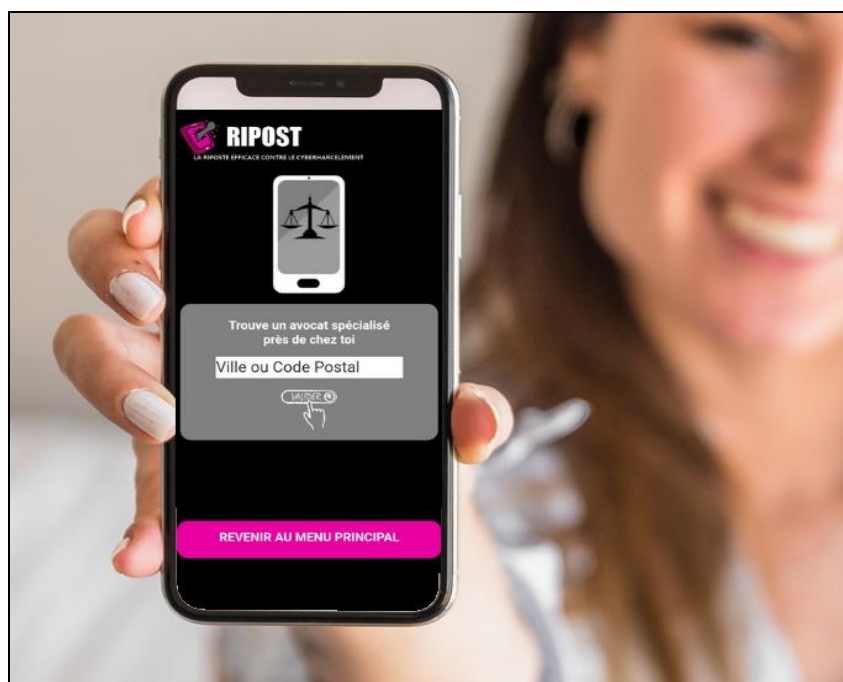 RIPOST
LA RIPOSTE EFFICACE CONTRE LE CYBERHARCELEMENT
Trouve un avocat spécialisé
près de chez toi
Ville ou Code Postal
VALIDER
REVENIR AU MENU PRINCIPAL